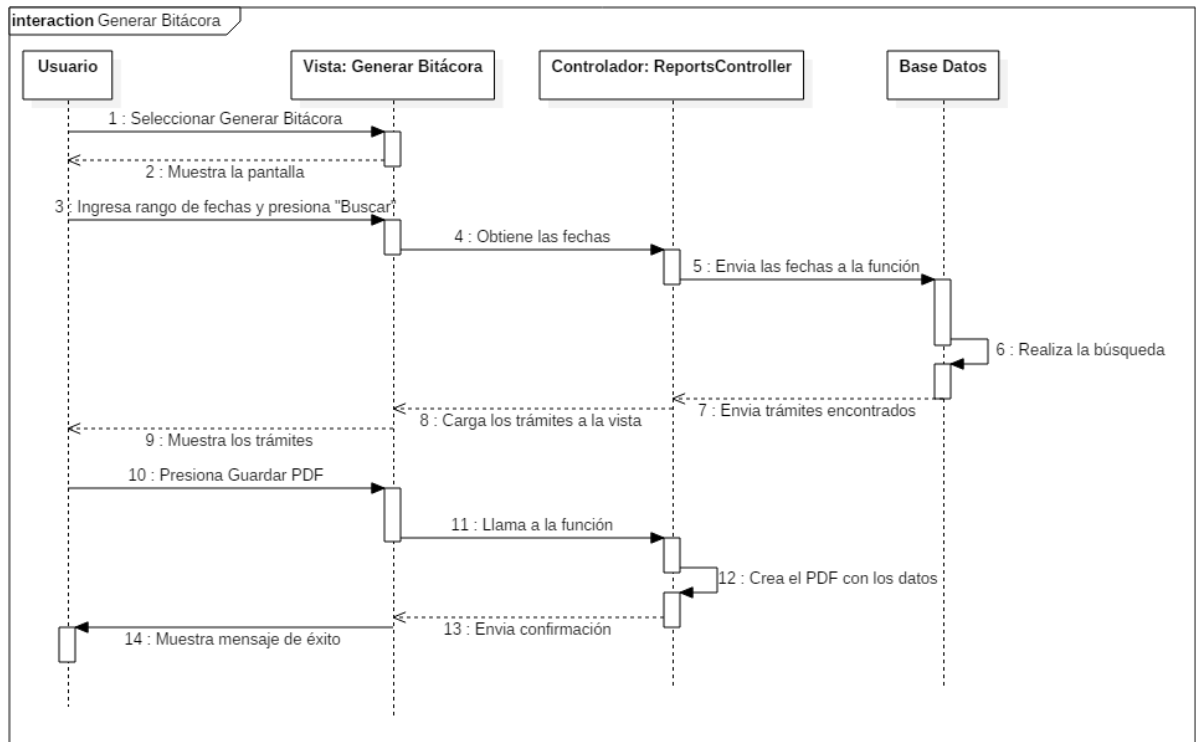 interaction Generar Bitácora
Usuario
Vista: Generar Bitácora
Controlador: ReportsController
Base Datos
1 : Seleccionar Generar Bitácora
2 : Muestra la pantalla
3 : Ingresa rango de fechas y presiona "Buscar"
4 : Obtiene las fechas
5 : Envia las fechas a la función
6 : Realiza la búsqueda
7 : Envia trámites encontrados
8 : Carga los trámites a la vista
9 : Muestra los trámites
10 : Presiona Guardar PDF
11 : Llama a la función
12 : Crea el PDF con los datos
13 : Envia confirmación
14 : Muestra mensaje de éxito